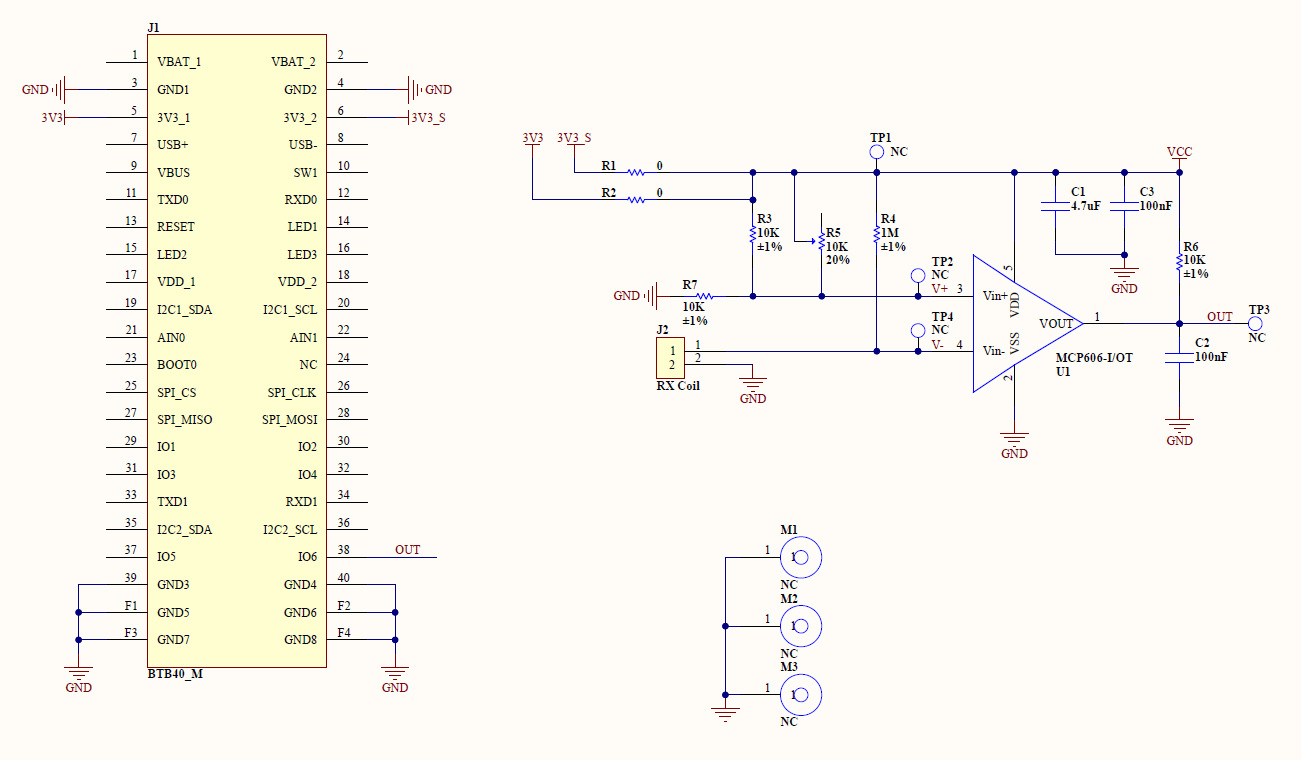 J1
1 VBAT_1 VBAT_2 2
GND 3 GND1 GND2 4 GND
3V3 5 3V3_1 3V3_2 6 3V3_S
7 USB+ USB- 8
9 VBUS SW1 10
11 TXD0 RXD0 12
13 RESET LED1 14
15 LED2 LED3 16
17 VDD_1 VDD_2 18
19 I2C1_SDA I2C1_SCL 20
21 AIN0 AIN1 22
23 BOOT0 NC 24
25 SPI_CS SPI_CLK 26
27 SPI_MISO SPI_MOSI 28
29 IO1 IO2 30
31 IO3 IO4 32
33 TXD1 RXD1 34
35 I2C2_SDA I2C2_SCL 36
37 IO5 IO6 38 OUT
39 GND3 GND4 40
F1 GND5 GND6 F2
F3 GND7 GND8 F4
BTB40_M
GND
GND
3V3 3V3_S
R1 0
R2 0
TP1
NC
VCC
R3
10K
±1%
R5
10K
20%
R4
1M
±1%
C1
4.7uF
C3
100nF
GND
R6
10K
±1%
GND
R7
10K
±1%
TP2
NC
V+ 3
TP4
NC
V- 4
J2
1 1
2 2
RX Coil
GND
5
VDD
Vin+
Vin-
VOUT 1
VSS
2
MCP606-I/OT
U1
GND
OUT
TP3
NC
C2
100nF
GND
M1
1 1
NC
M2
1 1
NC
M3
1 1
NC